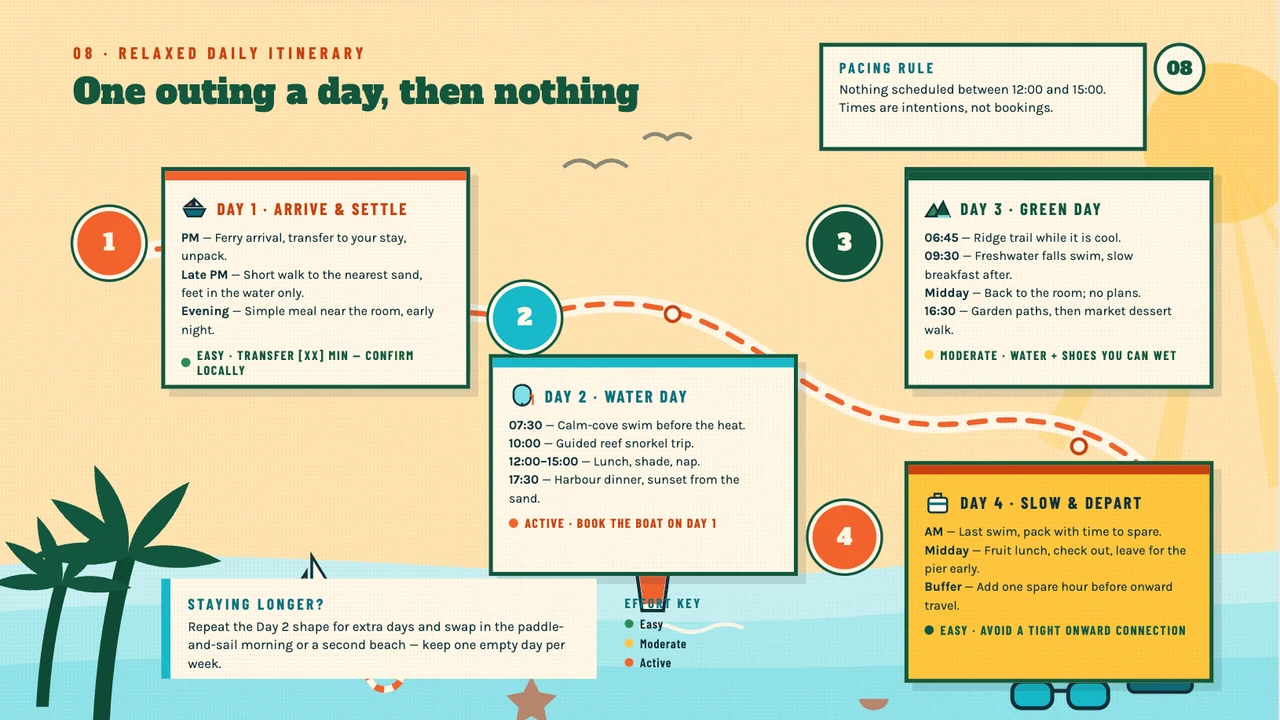 08 · RELAXED DAILY ITINERARY
One outing a day, then nothing
PACING RULE
Nothing scheduled between 12:00 and 15:00.
Times are intentions, not bookings.
08
1
DAY 1 · ARRIVE & SETTLE
PM — Ferry arrival, transfer to your stay,
unpack.
Late PM — Short walk to the nearest sand,
feet in the water only.
Evening — Simple meal near the room, early
night.
EASY · TRANSFER [XX] MIN — CONFIRM
LOCALLY
2
DAY 2 · WATER DAY
07:30 — Calm-cove swim before the heat.
10:00 — Guided reef snorkel trip.
12:00–15:00 — Lunch, shade, nap.
17:30 — Harbour dinner, sunset from the
sand.
ACTIVE · BOOK THE BOAT ON DAY 1
3
DAY 3 · GREEN DAY
06:45 — Ridge trail while it is cool.
09:30 — Freshwater falls swim, slow
breakfast after.
Midday — Back to the room; no plans.
16:30 — Garden paths, then market dessert
walk.
MODERATE · WATER + SHOES YOU CAN WET
4
DAY 4 · SLOW & DEPART
AM — Last swim, pack with time to spare.
Midday — Fruit lunch, check out, leave for the
pier early.
Buffer — Add one spare hour before onward
travel.
EASY · AVOID A TIGHT ONWARD CONNECTION
STAYING LONGER?
Repeat the Day 2 shape for extra days and swap in the paddle-
and-sail morning or a second beach — keep one empty day per
week.
EFFORT KEY
Easy
Moderate
Active